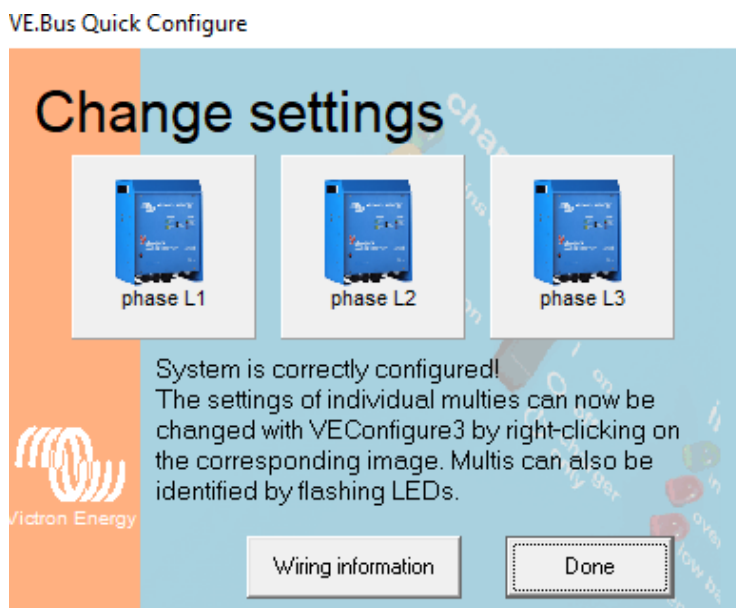 VE.Bus Quick Configure
Change settings
phase L1
phase L2
phase L3
System is correctly configured!
The settings of individual multies can now be
changed with VEConfigure3 by right-clicking on
the corresponding image. Multis can also be
identified by flashing LEDs.
Victron Energy
Wiring information
Done